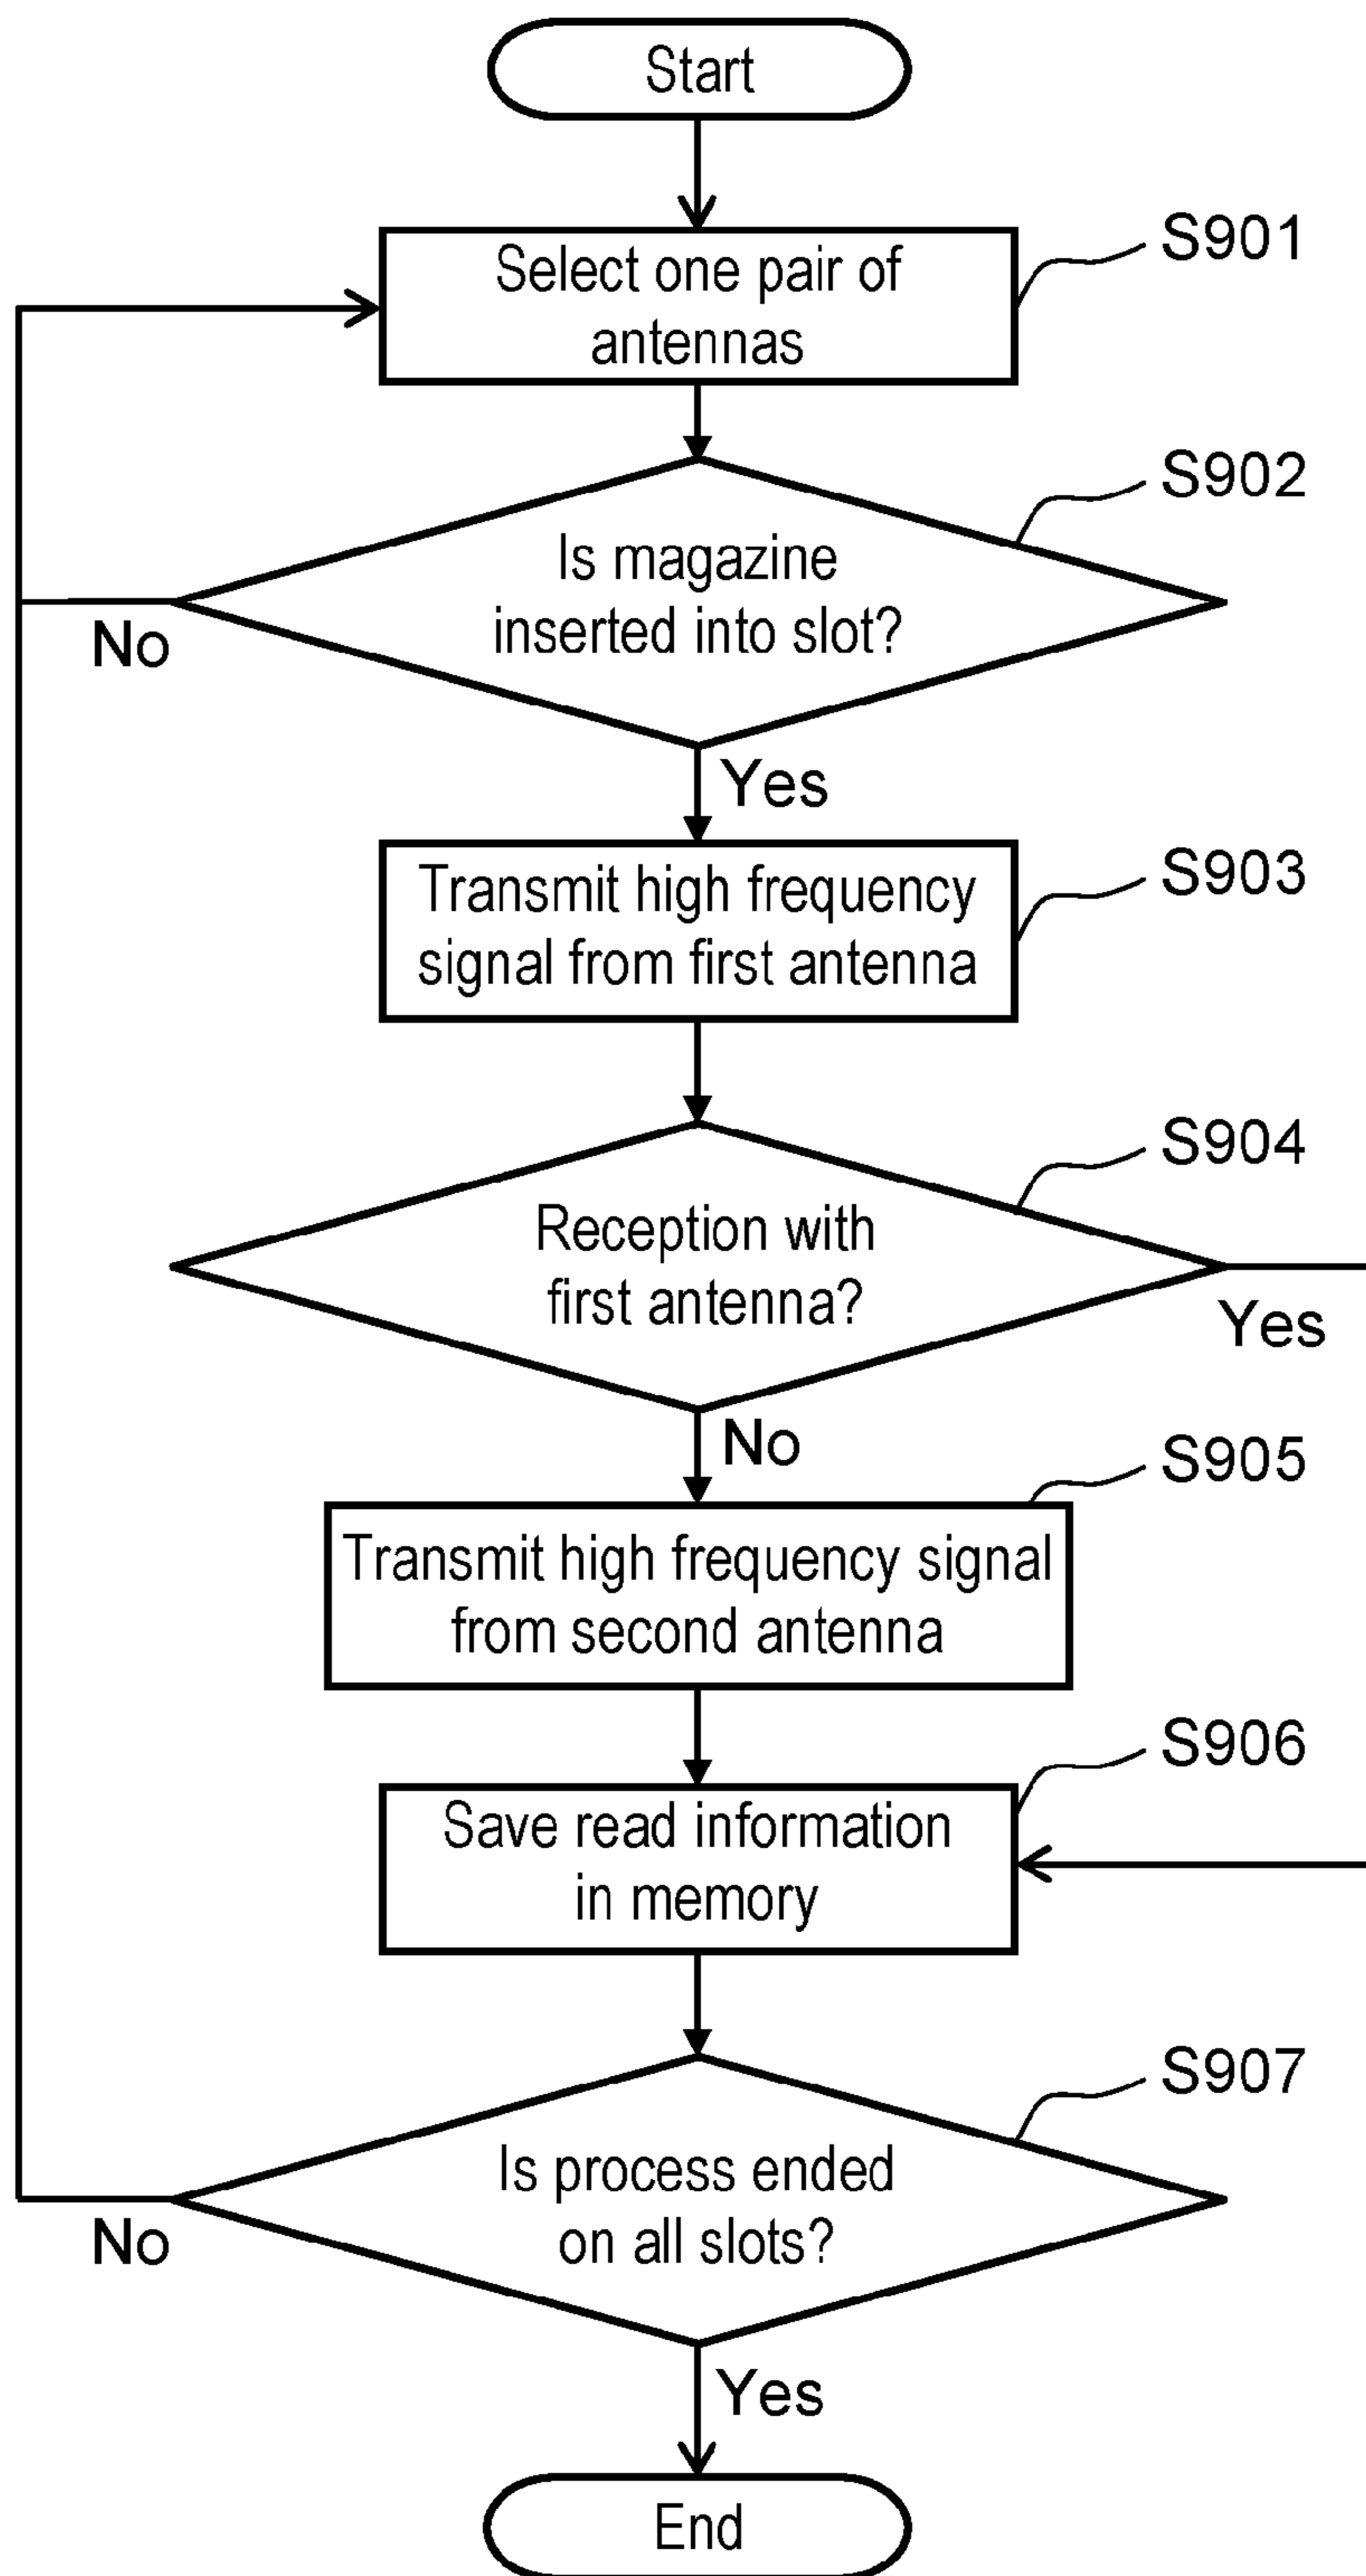 Start
Select one pair of
antennas
S901
Is magazine
inserted into slot?
S902
No
Yes
Transmit high frequency
signal from first antenna
S903
Reception with
first antenna?
S904
Yes
No
Transmit high frequency signal
from second antenna
S905
Save read information
in memory
S906
Is process ended
on all slots?
S907
No
Yes
End